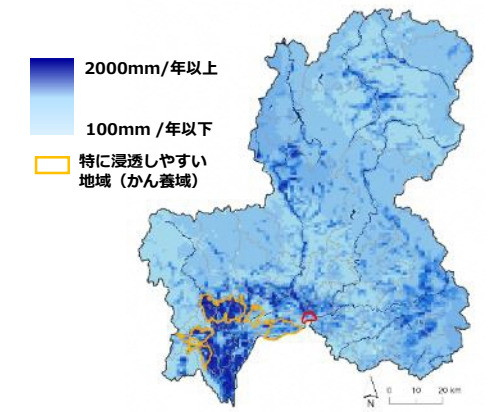 2000mm/年以上
100mm /年以下
特に浸透しやすい
地域（かん養域）
0 10 20 km
N